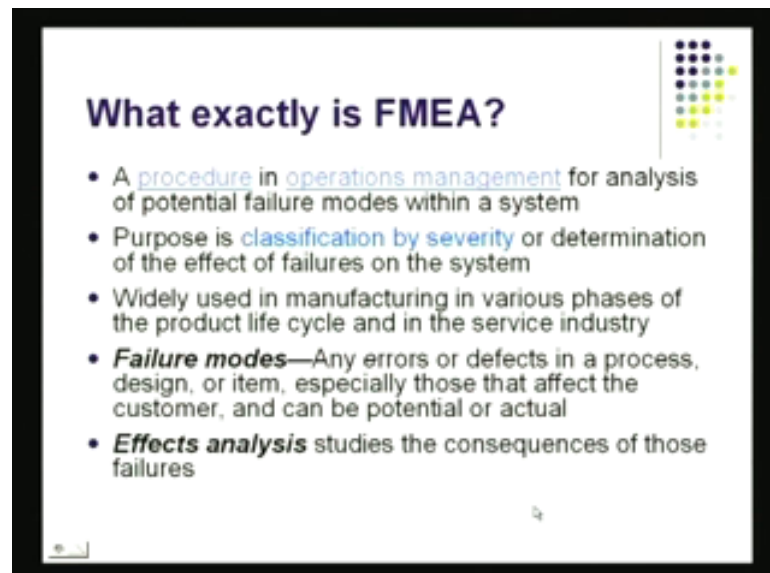 What exactly is FMEA?
• A procedure in operations management for analysis
of potential failure modes within a system
• Purpose is classification by severity or determination
of the effect of failures on the system
• Widely used in manufacturing in various phases of
the product life cycle and in the service industry
• Failure modes—Any errors or defects in a process,
design, or item, especially those that affect the
customer, and can be potential or actual
• Effects analysis studies the consequences of those
failures